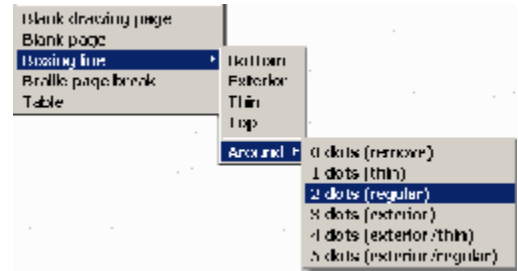 Blank drawing page
Blank page
Boxing line
Braille page break
Table
Bottom
Exterior
Thin
Top
Around
0 dots (remove)
1 dots (thin)
2 dots (regular)
3 dots (exterior)
4 dots (exterior/thin)
5 dots (exterior/regular)